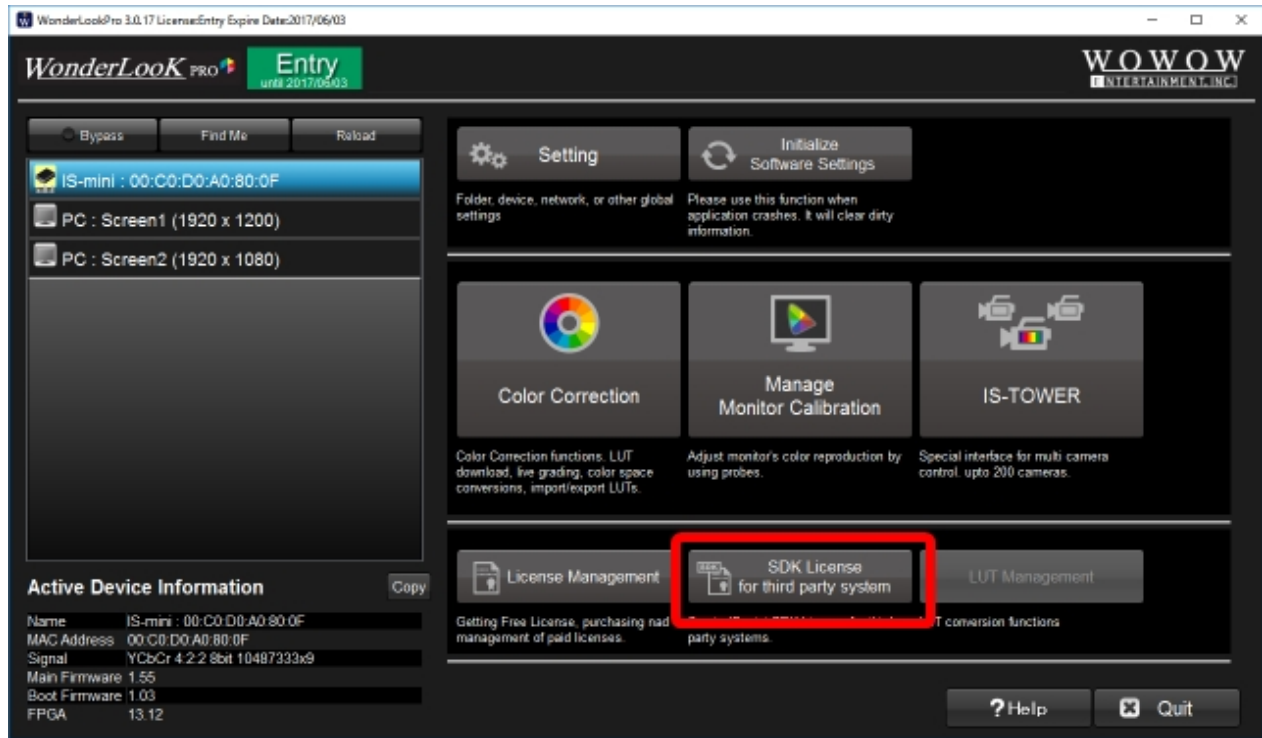 WonderLookPro 3.0.17 License:Entry Expire Date:2017/06/03
WonderLooK PRO
Entry
until 2017/06/03
WOWOW
ENTERTAINMENT, INC.
Bypass
Find Me
Reload
IS-mini : 00:C0:D0:A0:80:0F
PC : Screen1 (1920 x 1200)
PC : Screen2 (1920 x 1080)
Setting
Initialize
Software Settings
Folder, device, network, or other global
settings
Please use this function when
application crashes. It will clear dirty
information.
Color Correction
Manage
Monitor Calibration
IS-TOWER
Color Correction functions. LUT
download, live grading, color space
conversions, import/export LUTs.
Adjust monitor's color reproduction by
using probes.
Special interface for multi camera
control. upto 200 cameras.
License Management
SDK License
for third party system
LUT Management
Getting Free License, purchasing nad
management of paid licenses.
party systems.
conversion functions
Active Device Information
Copy
Name IS-mini : 00:C0:D0:A0:80:0F
MAC Address 00:C0:D0:A0:80:0F
Signal YCbCr 4:2:2 8bit 10487333x9
Main Firmware 1.55
Boot Firmware 1.03
FPGA 13.12
? Help
Quit